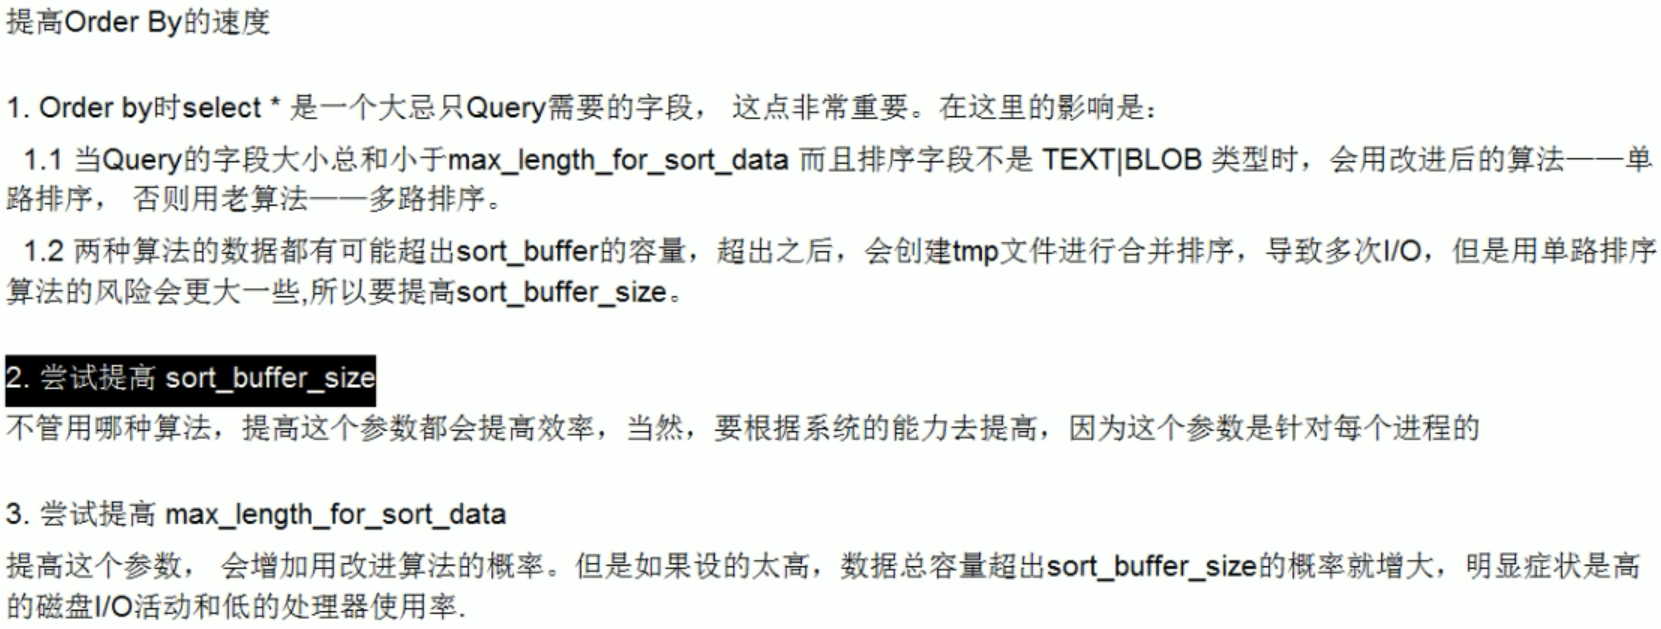 提高Order By的速度
1. Order by时select * 是一个大忌只Query需要的字段， 这点非常重要。在这里的影响是：
1.1 当Query的字段大小总和小于max_length_for_sort_data 而且排序字段不是 TEXT|BLOB 类型时，会用改进后的算法——单
路排序， 否则用老算法——多路排序。
1.2 两种算法的数据都有可能超出sort_buffer的容量，超出之后，会创建tmp文件进行合并排序，导致多次I/O，但是用单路排序
算法的风险会更大一些,所以要提高sort_buffer_size。
2. 尝试提高 sort_buffer_size
不管用哪种算法，提高这个参数都会提高效率，当然，要根据系统的能力去提高，因为这个参数是针对每个进程的
3. 尝试提高 max_length_for_sort_data
提高这个参数， 会增加用改进算法的概率。但是如果设的太高，数据总容量超出sort_buffer_size的概率就增大，明显症状是高
的磁盘I/O活动和低的处理器使用率.